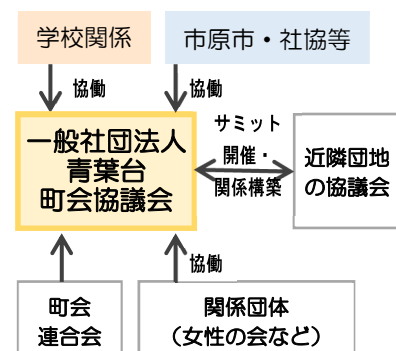 学校関係
市原市・社協等
協働
協働
サミット
開催・
関係構築
一般社団法人
青葉台
町会協議会
近隣団地
の協議会
協働
町会
連合会
関係団体
（女性の会など）